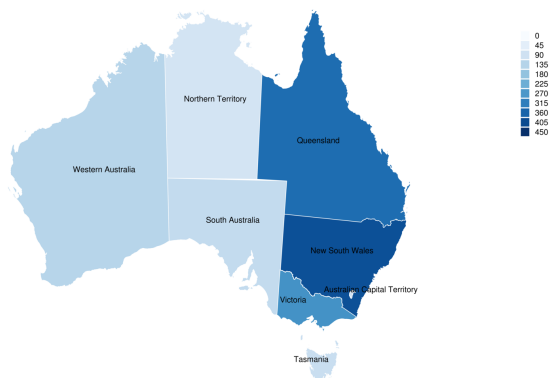 Northern Territory
Queensland
Western Australia
South Australia
New South Wales
Australian Capital Territory
Victoria
Tasmania
0
45
90
135
180
225
270
315
360
405
450